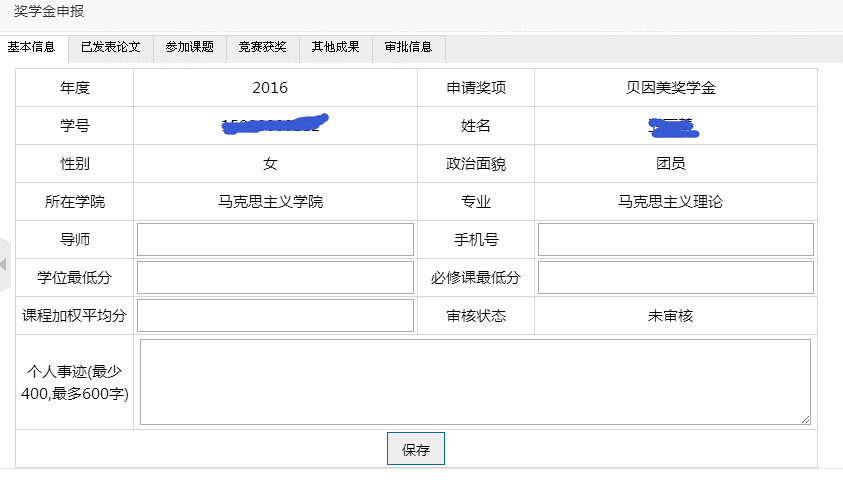 奖学金申报
基本信息 已发表论文 参加课题 竞赛获奖 其他成果 审批信息
年度 2016 申请奖项 贝因美奖学金
学号 姓名
性别 女 政治面貌 团员
所在学院 马克思主义学院 专业 马克思主义理论
导师 手机号
学位最低分 必修课最低分
课程加权平均分 审核状态 未审核
个人事迹(最少
400,最多600字)
保存